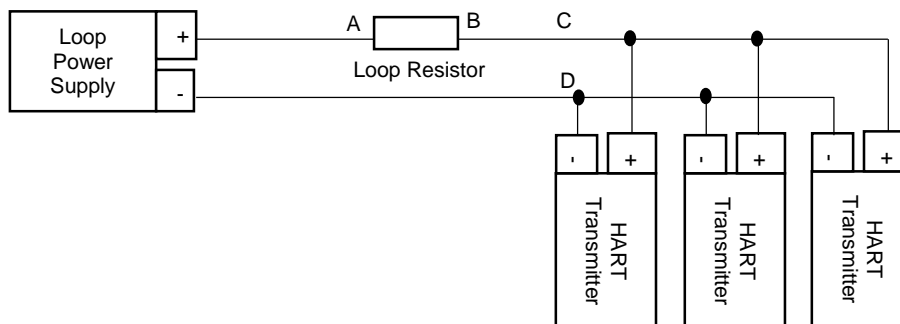 Loop
Power
Supply
+
-
A
B
C
Loop Resistor
D
-
+
-
+
-
+
HART
Transmitter
HART
Transmitter
HART
Transmitter